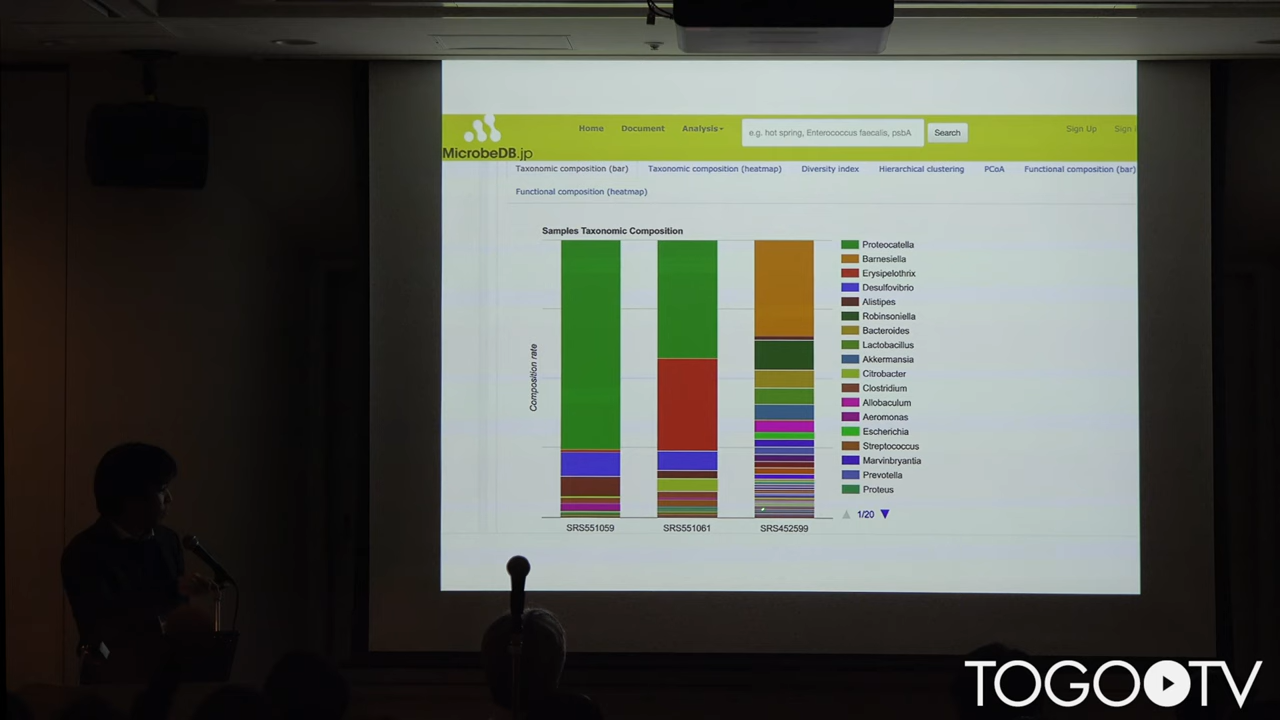 Home Document Analysis e.g. hot spring, Enterococcus faecalis, psbA Search Sign Up Sign
MicrobeDB.jp
Taxonomic composition (bar) Taxonomic composition (heatmap) Diversity index Hierarchical clustering PCoA Functional composition (bar)
Functional composition (heatmap)
Samples Taxonomic Composition
Composition rate
SRS551059 SRS551061 SRS452599
Proteocatella
Barnesiella
Erysipelothrix
Desulfovibrio
Alistipes
Robinsoniella
Bacteroides
Lactobacillus
Akkermansia
Citrobacter
Clostridium
Allobaculum
Aeromonas
Escherichia
Streptococcus
Marvinbryantia
Prevotella
Proteus
1/20
TOGO TV